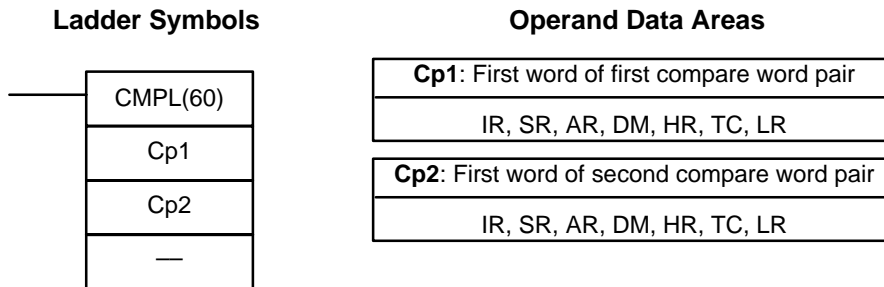 Ladder Symbols
CMPL(60)
Cp1
Cp2
—
Operand Data Areas
Cp1: First word of first compare word pair
IR, SR, AR, DM, HR, TC, LR
Cp2: First word of second compare word pair
IR, SR, AR, DM, HR, TC, LR